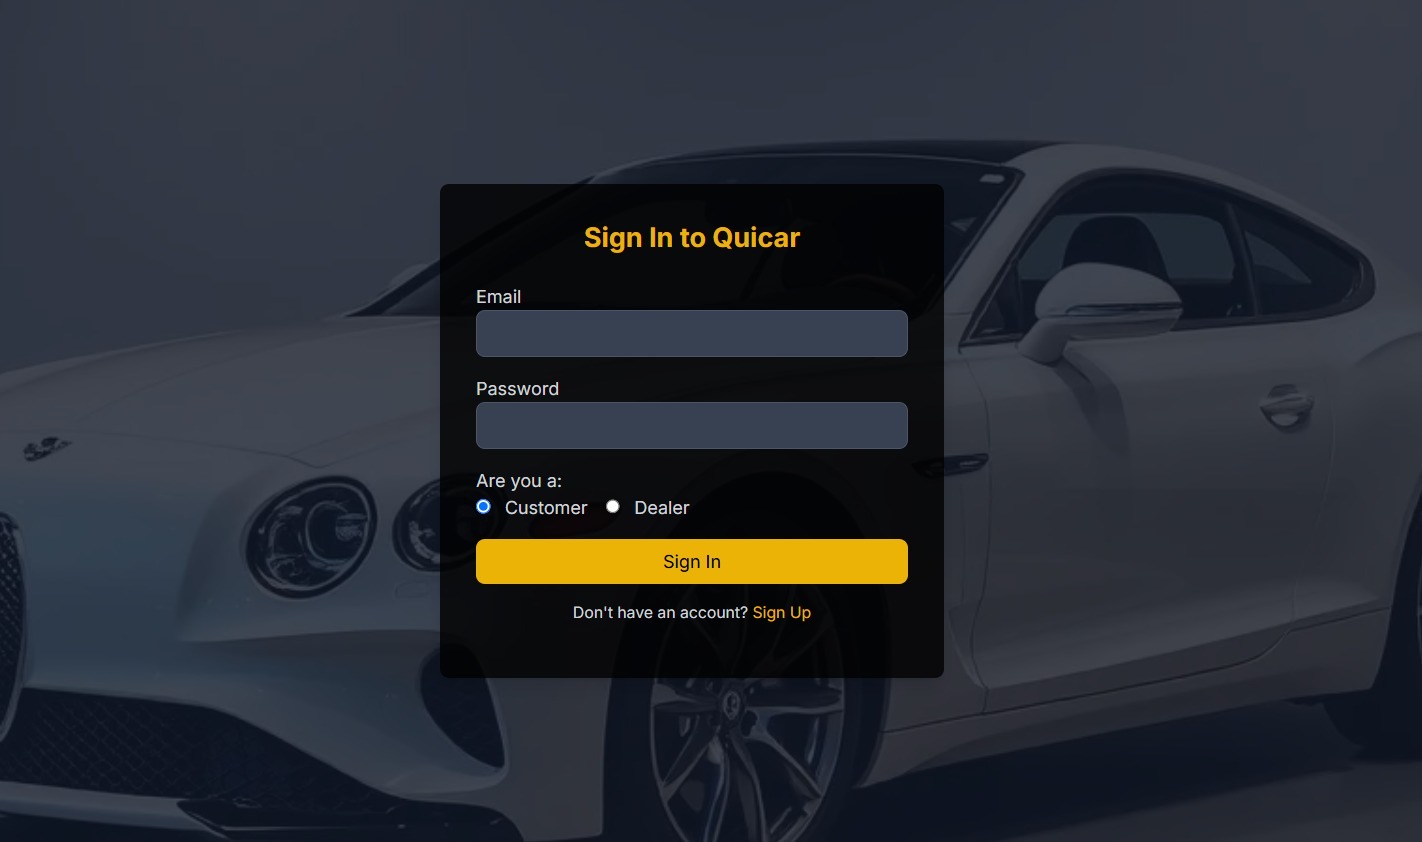 Sign In to Quicar
Email
Password
Are you a:
Customer Dealer
Sign In
Don't have an account? Sign Up